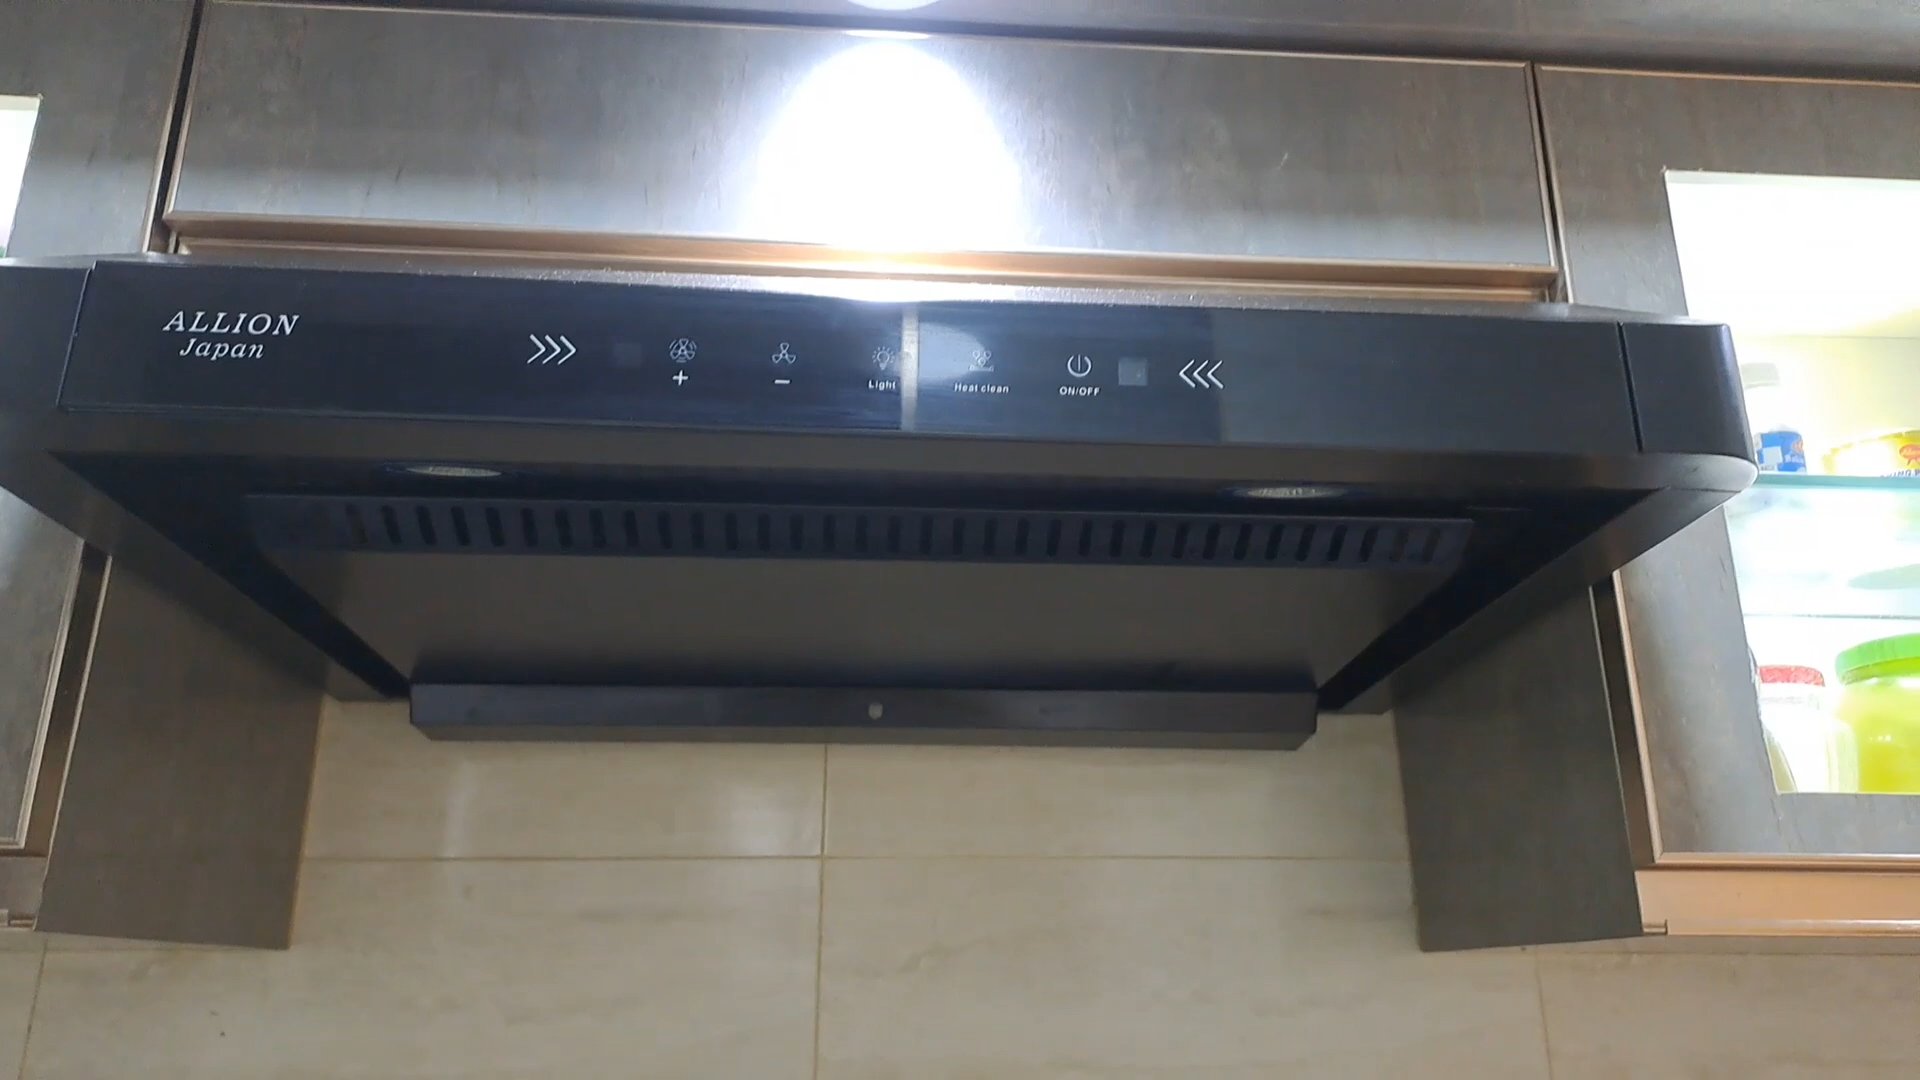 ALLION
Japan
>>> + − <<<
Light
Heat clean
ON/OFF